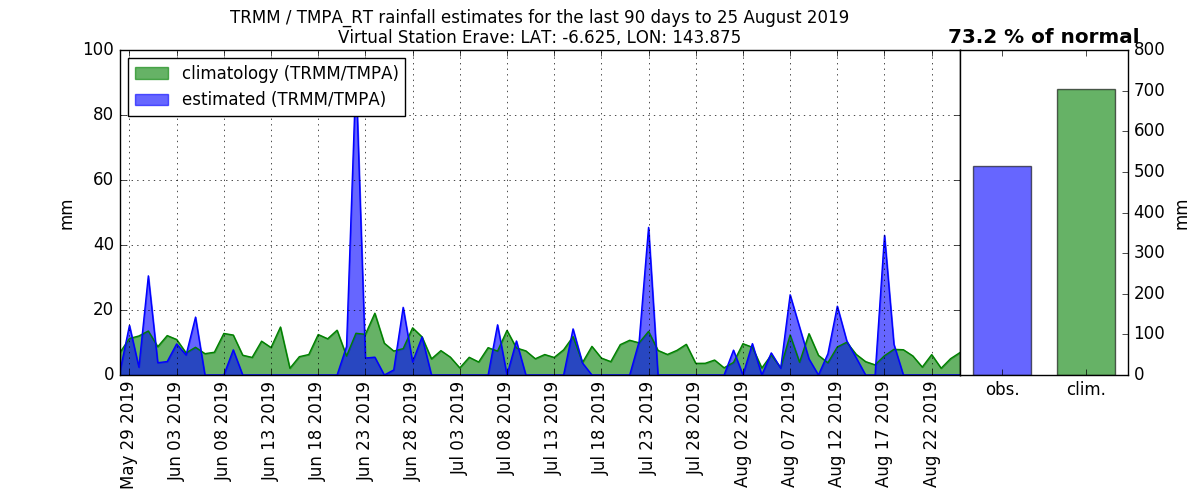 TRMM / TMPA_RT rainfall estimates for the last 90 days to 25 August 2019
Virtual Station Erave: LAT: -6.625, LON: 143.875
73.2 % of normal
climatology (TRMM/TMPA)
estimated (TRMM/TMPA)
100
80
60
40
20
0
mm
May 29 2019
Jun 03 2019
Jun 08 2019
Jun 13 2019
Jun 18 2019
Jun 23 2019
Jun 28 2019
Jul 03 2019
Jul 08 2019
Jul 13 2019
Jul 18 2019
Jul 23 2019
Jul 28 2019
Aug 02 2019
Aug 07 2019
Aug 12 2019
Aug 17 2019
Aug 22 2019
obs.
clim.
800
700
600
500
400
300
200
100
0
mm